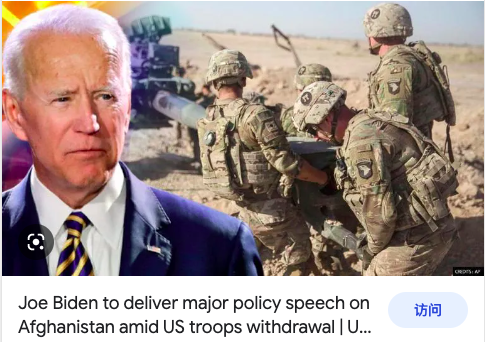 CREDITS: AP
Joe Biden to deliver major policy speech on
Afghanistan amid US troops withdrawal | U...
访问